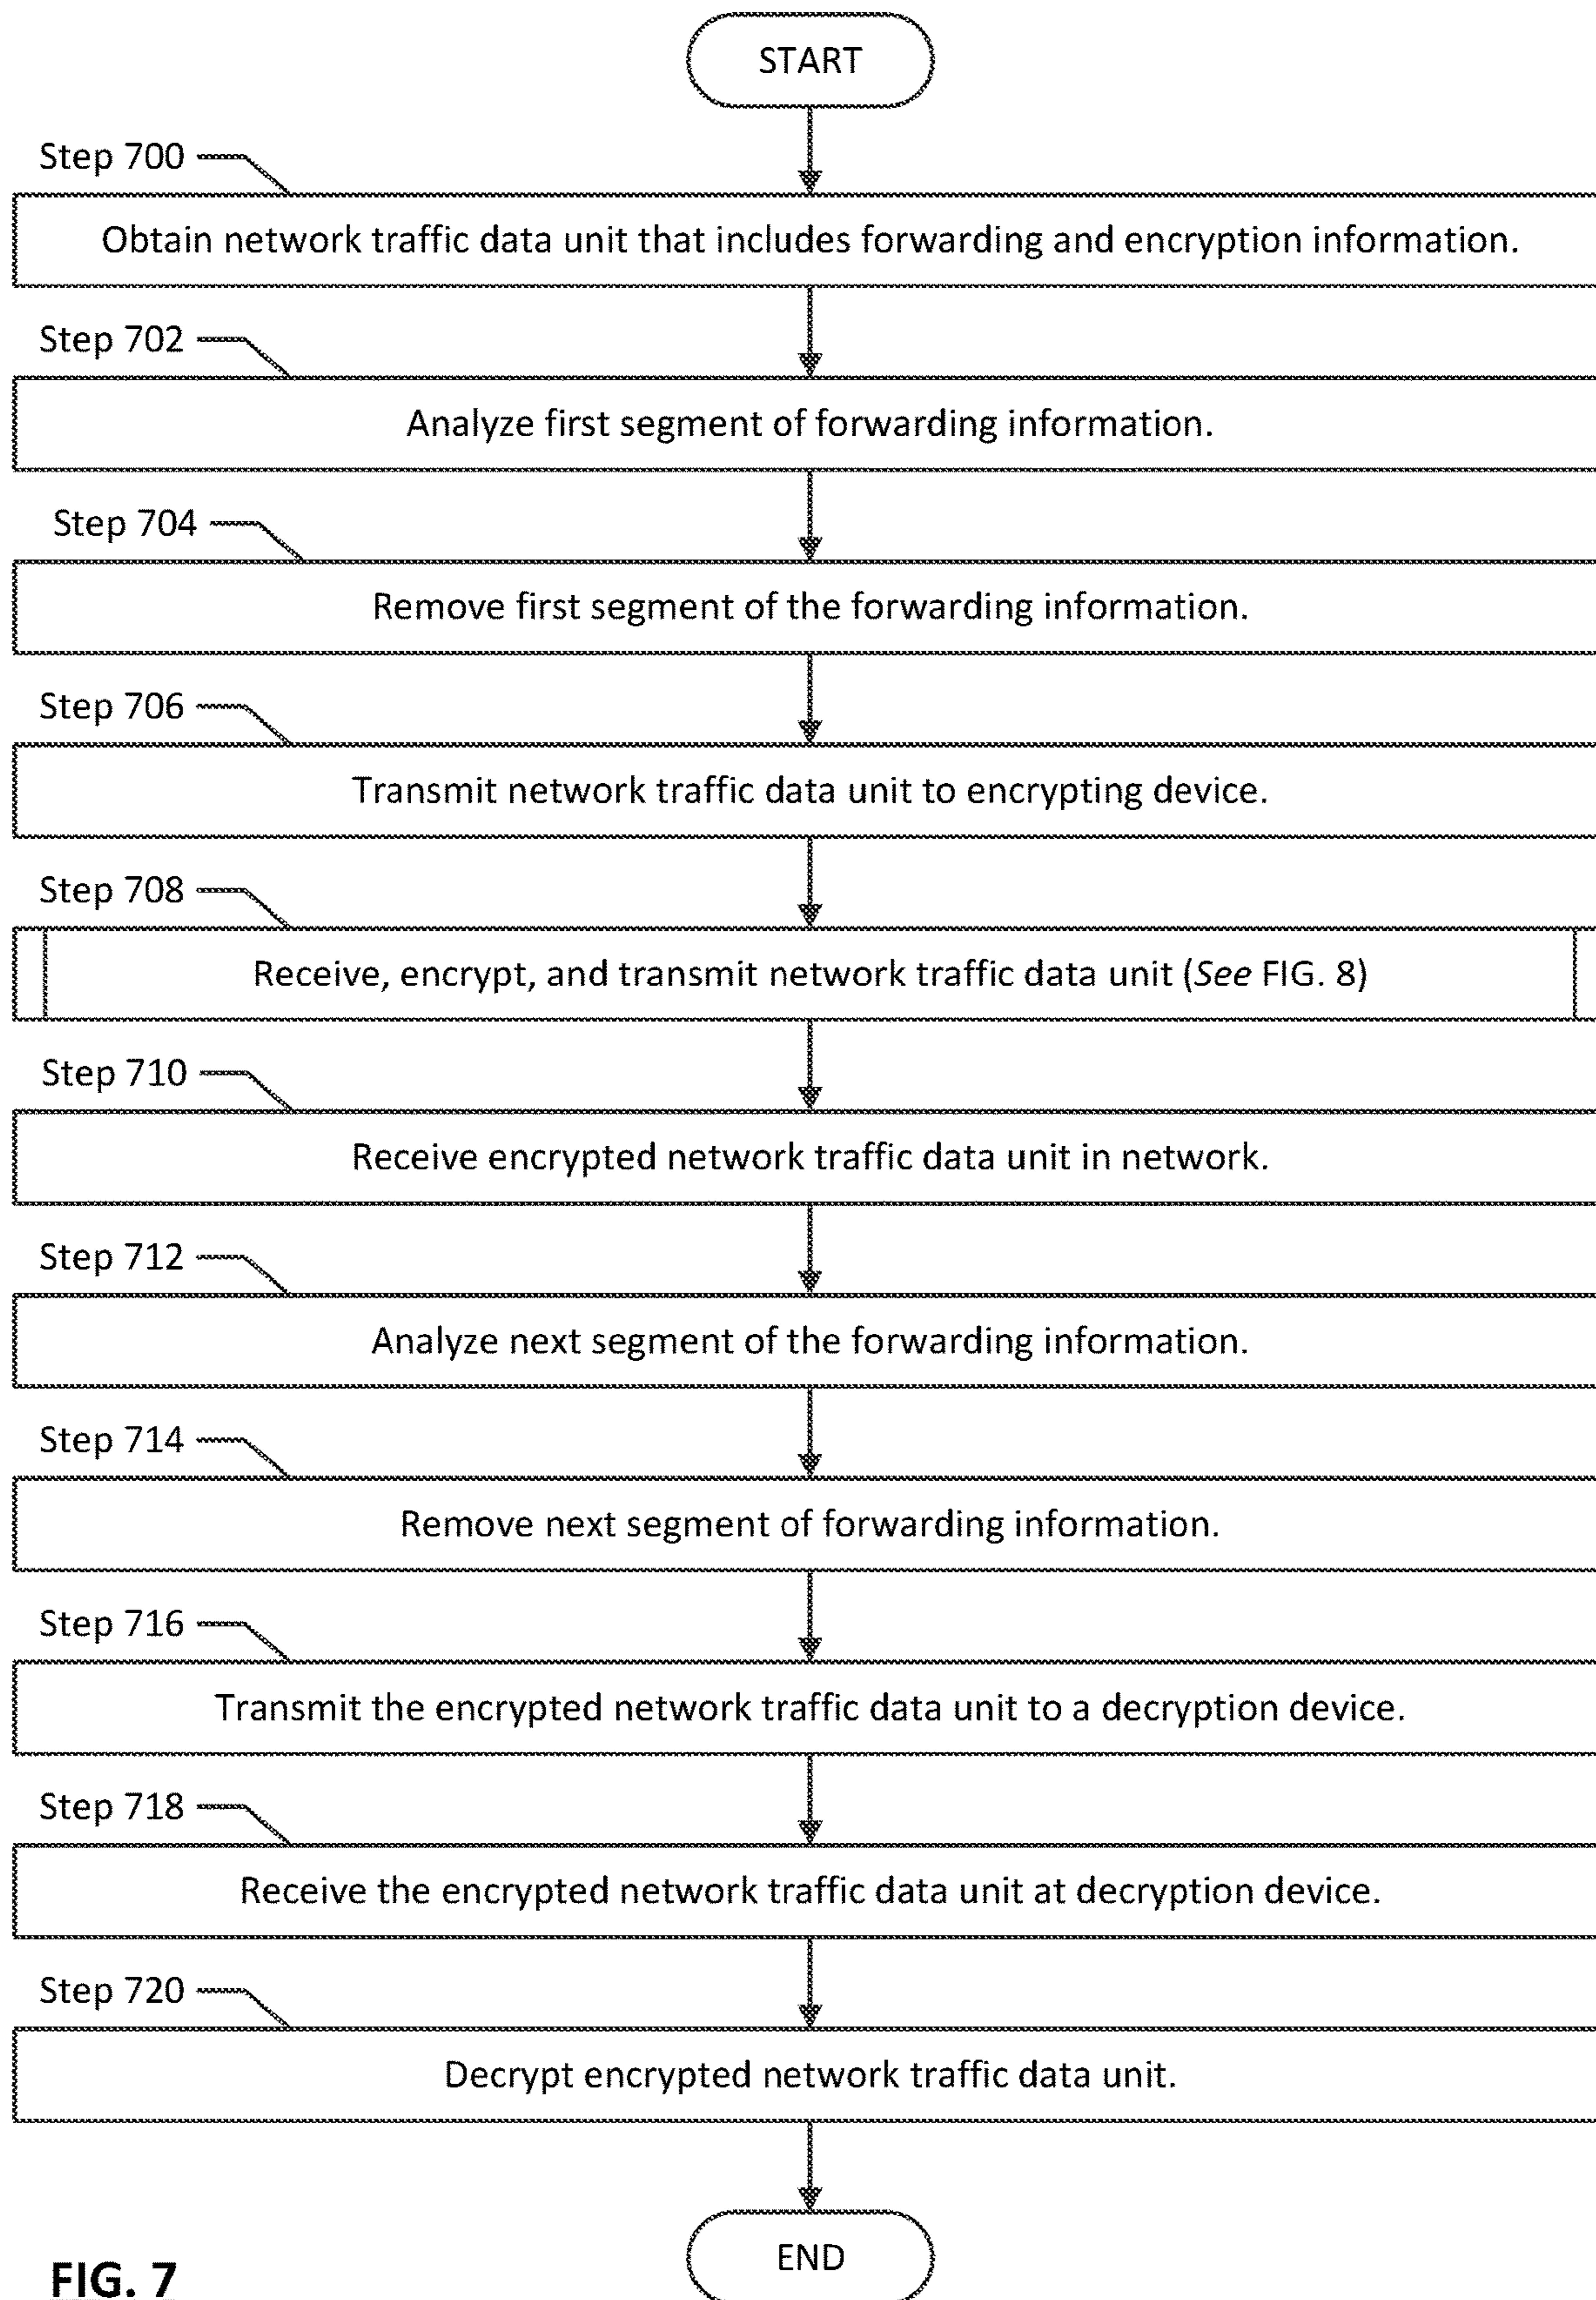 START
Step 700
Obtain network traffic data unit that includes forwarding and encryption information.
Step 702
Analyze first segment of forwarding information.
Step 704
Remove first segment of the forwarding information.
Step 706
Transmit network traffic data unit to encrypting device.
Step 708
Receive, encrypt, and transmit network traffic data unit (See FIG. 8)
Step 710
Receive encrypted network traffic data unit in network.
Step 712
Analyze next segment of the forwarding information.
Step 714
Remove next segment of forwarding information.
Step 716
Transmit the encrypted network traffic data unit to a decryption device.
Step 718
Receive the encrypted network traffic data unit at decryption device.
Step 720
Decrypt encrypted network traffic data unit.
END
FIG. 7